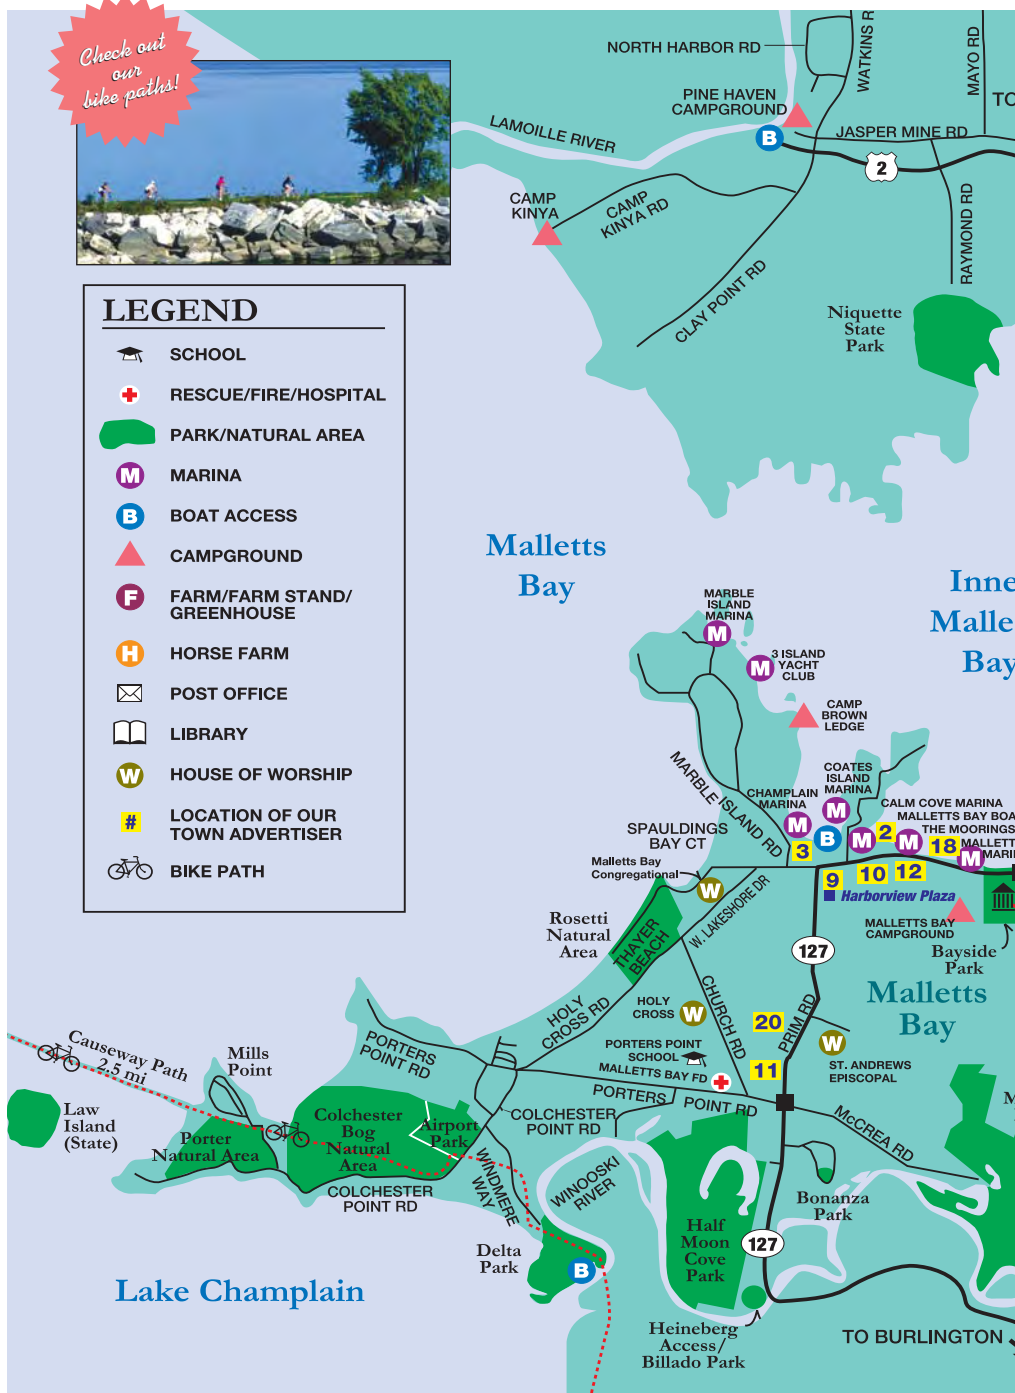 Check out
our
bike paths!
LEGEND
SCHOOL
RESCUE/FIRE/HOSPITAL
PARK/NATURAL AREA
M
MARINA
B
BOAT ACCESS
CAMPGROUND
F
FARM/FARM STAND/
GREENHOUSE
H
HORSE FARM
POST OFFICE
LIBRARY
W
HOUSE OF WORSHIP
#
LOCATION OF OUR
TOWN ADVERTISER
BIKE PATH
NORTH HARBOR RD
WATKINS R
MAYO RD
TO
PINE HAVEN
CAMPGROUND
B
JASPER MINE RD
2
LAMOILLE RIVER
CAMP
KINYA
CAMP
KINYA RD
RAYMOND RD
CLAY POINT RD
Niquette
State
Park
Malletts
Bay
Inne
Malle
Bay
MARBLE
ISLAND
MARINA
M
3 ISLAND
YACHT
CLUB
M
CAMP
BROWN
LEDGE
MARBLE ISLAND RD
COATES
ISLAND
MARINA
M
CHAMPLAIN
MARINA
M
B
3
CALM COVE MARINA
MALLETTS BAY BOA
THE MOORINGS
MALLETT
MARI
M
2
M
18
M
SPAULDINGS
BAY CT
Malletts Bay
Congregational
W
9
10
12
Harborview Plaza
W. LAKESHORE DR
Rosetti
Natural
Area
THAYER
BEACH
MALLETTS BAY
CAMPGROUND
Bayside
Park
127
Malletts
Bay
HOLY
CROSS RD
HOLY
CROSS
W
CHURCH RD
20
PRIM RD
W
ST. ANDREWS
EPISCOPAL
PORTERS POINT
SCHOOL
MALLETTS BAY FD
11
PORTERS
POINT RD
PORTERS
POINT RD
McCREA RD
M
Causeway Path
2.5 mi
Mills
Point
Law
Island
(State)
Porter
Natural Area
Colchester
Bog
Natural
Area
Airport
Park
COLCHESTER
POINT RD
COLCHESTER
POINT RD
WINDMERE
WAY
WINOOSKI
RIVER
Bonanza
Park
Half
Moon
Cove
Park
127
Delta
Park
B
Lake Champlain
Heineberg
Access/
Billado Park
TO BURLINGTON